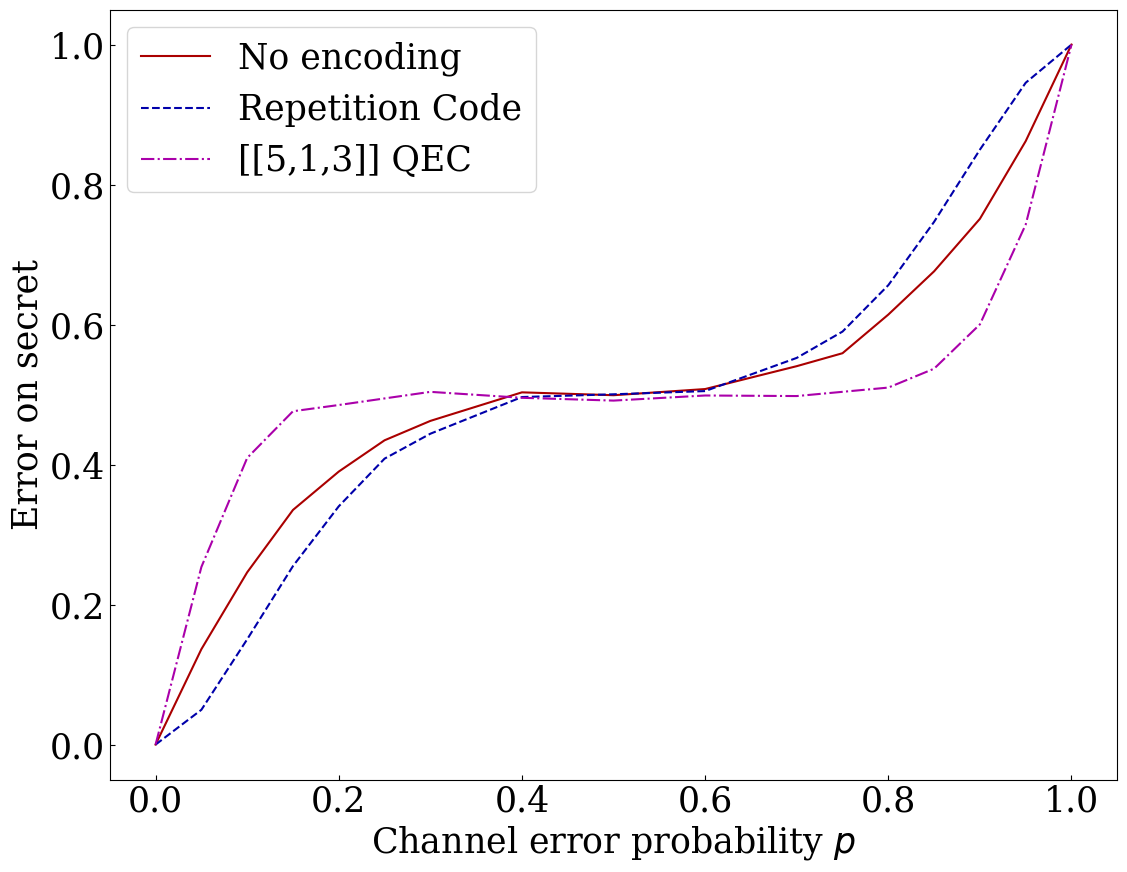 No encoding
Repetition Code
[[5,1,3]] QEC
1.0
0.8
0.6
0.4
0.2
0.0
Error on secret
0.0 0.2 0.4 0.6 0.8 1.0
Channel error probability p